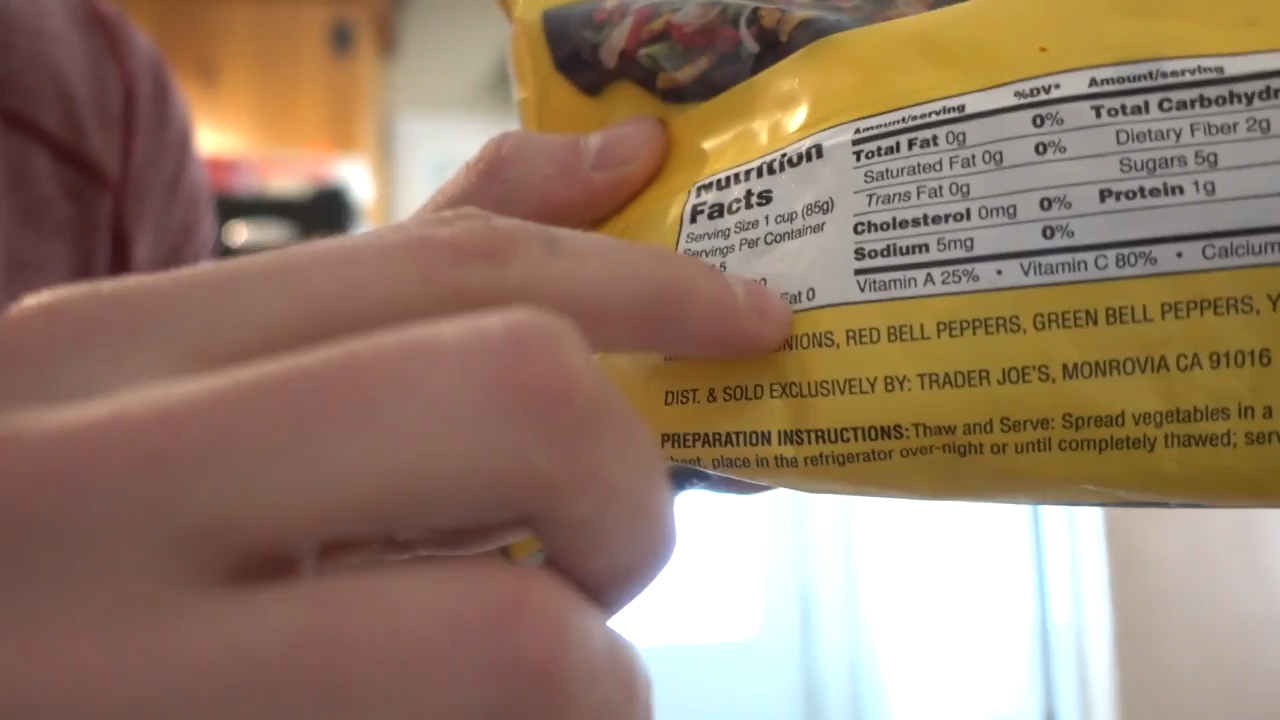 Nutrition
Facts
Serving Size 1 cup (85g)
Servings Per Container
5
Fat 0
Amount/serving %DV* Amount/serving
Total Fat 0g 0% Total
Saturated Fat 0g 0% Dietary Fiber 2g
Trans Fat 0g Sugars 5g
Cholesterol 0mg 0% Protein 1g
Sodium 5mg 0%
Vitamin A 25% • Vitamin C 80% • Calcium
RED BELL PEPPERS, GREEN BELL PEPPERS,
DIST. & SOLD EXCLUSIVELY BY: TRADER JOE'S, MONROVIA CA 91016
PREPARATION INSTRUCTIONS: Thaw and Serve: Spread vegetables in a
place in the refrigerator over-night or until completely thawed;